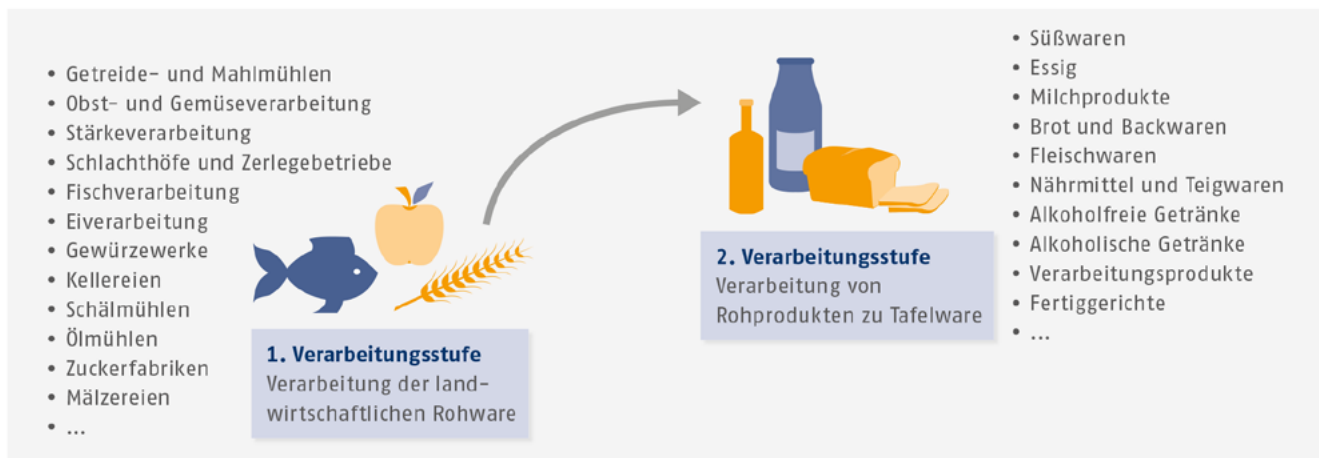 • Getreide- und Mahlmühlen
• Obst- und Gemüseverarbeitung
• Stärkeverarbeitung
• Schlachthöfe und Zerlegebetriebe
• Fischverarbeitung
• Eiverarbeitung
• Gewürzewerke
• Kellereien
• Schälmühlen
• Ölmühlen
• Zuckerfabriken
• Mälzereien
• ...
1. Verarbeitungsstufe
Verarbeitung der land-
wirtschaftlichen Rohware
2. Verarbeitungsstufe
Verarbeitung von
Rohprodukten zu Tafelware
• Süßwaren
• Essig
• Milchprodukte
• Brot und Backwaren
• Fleischwaren
• Nährmittel und Teigwaren
• Alkoholfreie Getränke
• Alkoholische Getränke
• Verarbeitungsprodukte
• Fertiggerichte
• ...